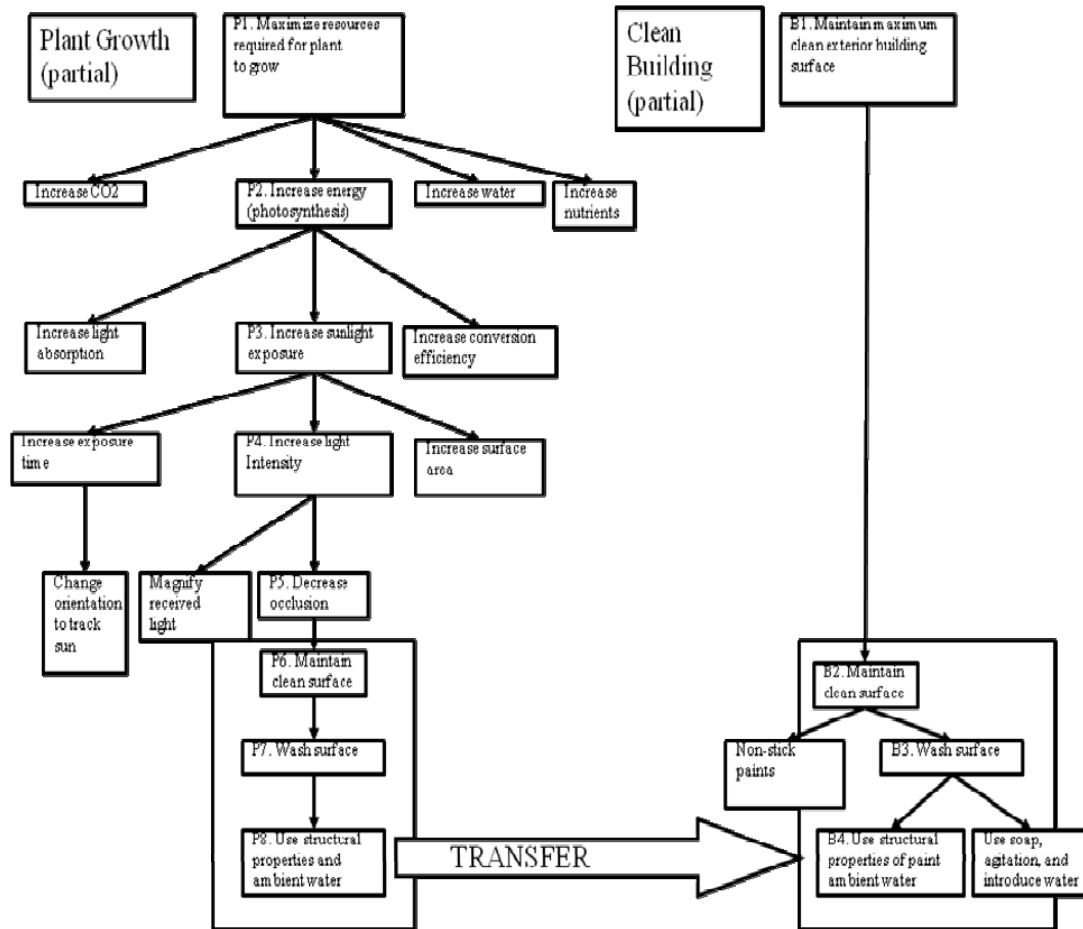 Plant Growth
(partial)
P1. Maximize resources
required for plant
to grow
Clean
Building
(partial)
B1. Maintain maximum
clean exterior building
surface
Increase CO2
P2. Increase energy
(photosynthesis)
Increase water
Increase
nutrients
Increase light
absorption
P3. Increase sunlight
exposure
Increase conversion
efficiency
Increase exposure
time
P4. Increase light
Intensity
Increase surface
area
Change
orientation
to track
sun
Magnify
received
light
P5. Decrease
occlusion
P6. Maintain
clean surface
P7. Wash surface
P8. Use structural
properties and
ambient water
TRANSFER
B2. Maintain
clean surface
Non-stick
paints
B3. Wash surface
B4. Use structural
properties of paint
ambient water
Use soap,
agitation, and
introduce water